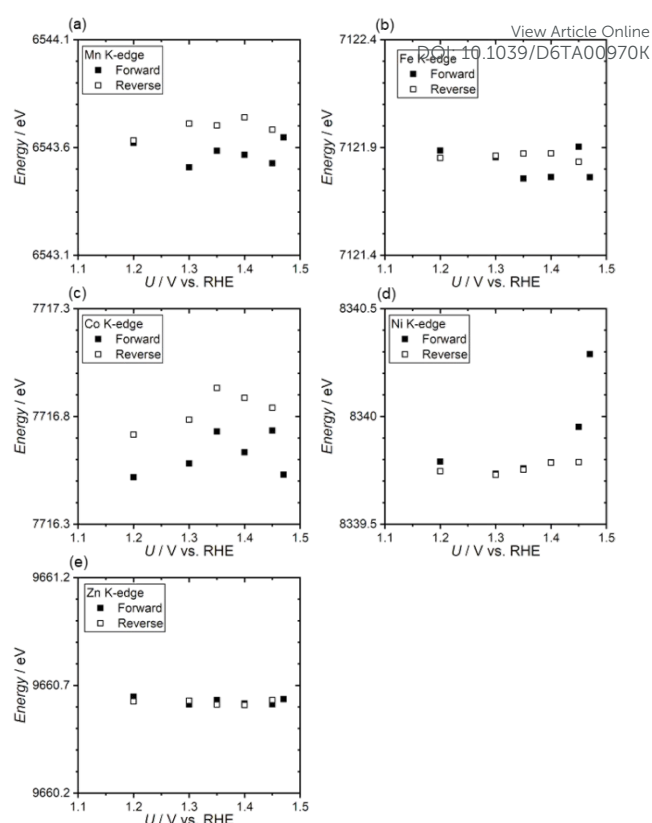 View Article Online
DOI: 10.1039/D6TA00970K
(a)
Mn K-edge
Forward
Reverse
6544.1
6543.6
6543.1
Energy / eV
1.1 1.2 1.3 1.4 1.5
U / V vs. RHE
(b)
Fe K-edge
Forward
Reverse
7122.4
7121.9
7121.4
Energy / eV
1.1 1.2 1.3 1.4 1.5
U / V vs. RHE
(c)
Co K-edge
Forward
Reverse
7717.3
7716.8
7716.3
Energy / eV
1.1 1.2 1.3 1.4 1.5
U / V vs. RHE
(d)
Ni K-edge
Forward
Reverse
8340.5
8340
8339.5
Energy / eV
1.1 1.2 1.3 1.4 1.5
U / V vs. RHE
(e)
Zn K-edge
Forward
Reverse
9661.2
9660.7
9660.2
Energy / eV
1.1 1.2 1.3 1.4 1.5
U / V vs. RHE